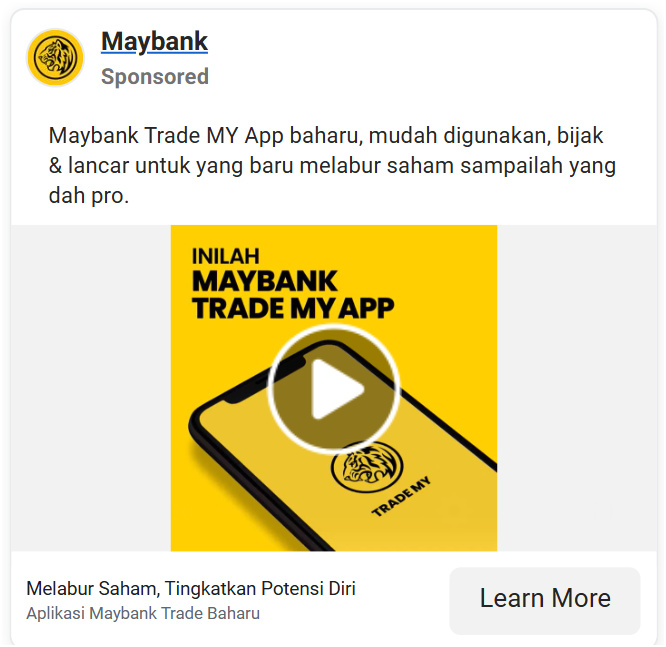 Maybank
Sponsored
Maybank Trade MY App baharu, mudah digunakan, bijak
& lancar untuk yang baru melabur saham sampailah yang
dah pro.
INILAH
MAYBANK
TRADE MY APP
TRADE MY
Melabur Saham, Tingkatkan Potensi Diri
Aplikasi Maybank Trade Baharu
Learn More